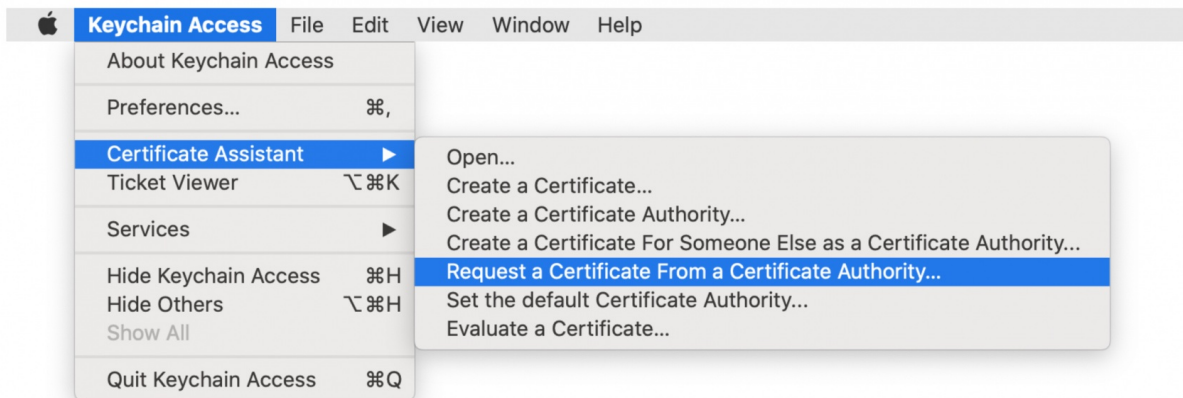 Keychain Access File Edit View Window Help
About Keychain Access
Preferences... ⌘,
Certificate Assistant ▶
Ticket Viewer ⌥⌘K
Services ▶
Hide Keychain Access ⌘H
Hide Others ⌥⌘H
Show All
Quit Keychain Access ⌘Q
Open...
Create a Certificate...
Create a Certificate Authority...
Create a Certificate For Someone Else as a Certificate Authority...
Request a Certificate From a Certificate Authority...
Set the default Certificate Authority...
Evaluate a Certificate...